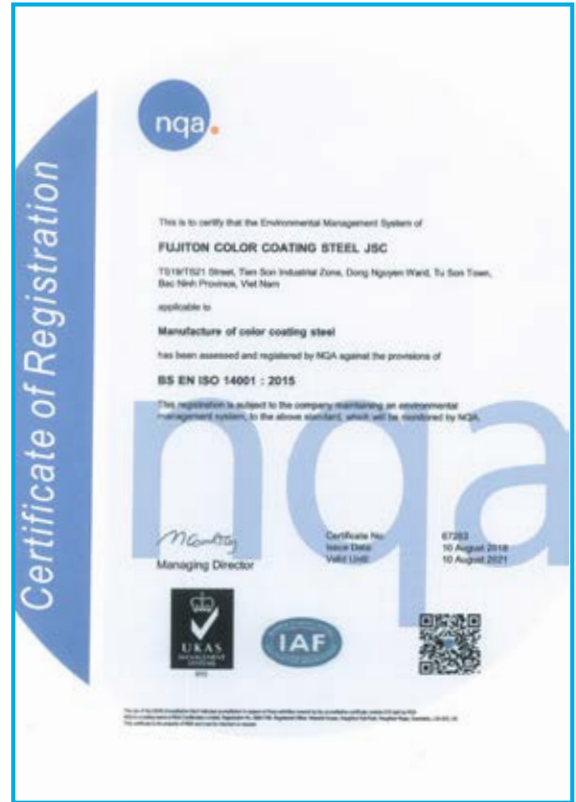 Certificate of Registration
nqa.
This is to certify that the Environmental Management System of
FUJITON COLOR COATING STEEL JSC
TS19/TS21 Street, Tien Son Industrial Zone, Dong Nguyen Ward, Tu Son Town,
Bac Ninh Province, Viet Nam
applicable to
Manufacture of color coating steel
has been assessed and registered by NQA against the provisions of
BS EN ISO 14001 : 2015
This registration is subject to the company maintaining an environmental
management system, to the above standard, which will be monitored by NQA.
nqa
Managing Director
Certificate No:
Issue Date: 10 August 2018
Valid Until: 10 August 2021
UKAS
MANAGEMENT
SYSTEMS
IAF